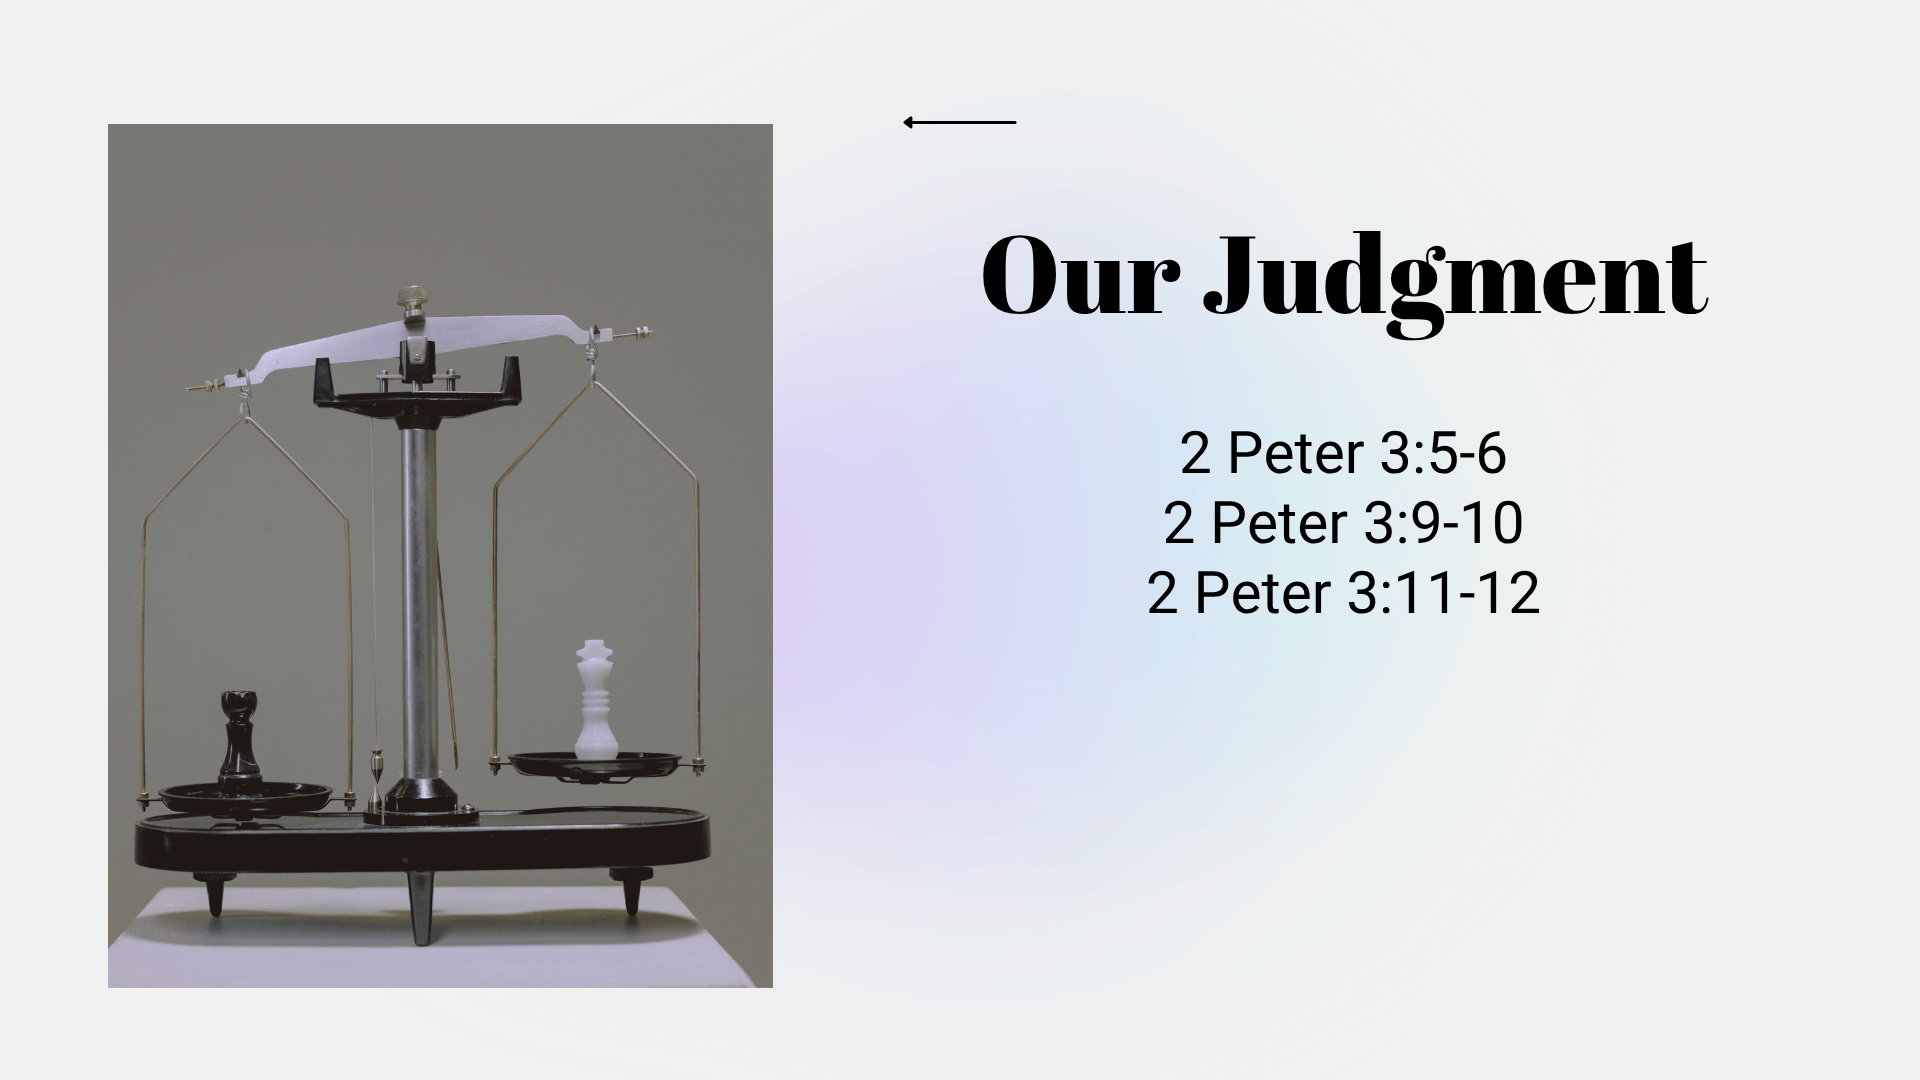 Our Judgment
2 Peter 3:5-6
2 Peter 3:9-10
2 Peter 3:11-12